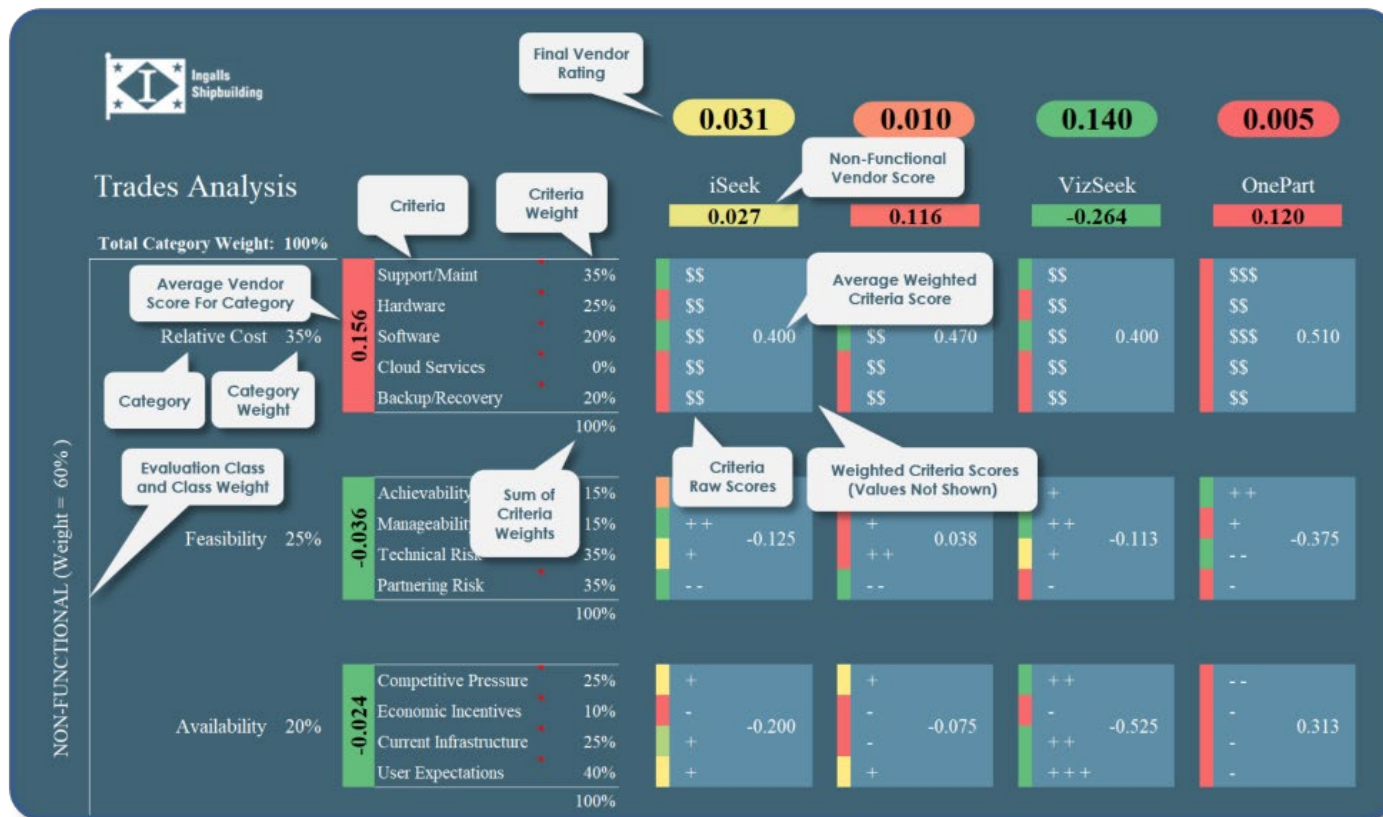 Ingalls
Shipbuilding
Final Vendor
Rating
0.031
0.010
0.140
0.005
Trades Analysis
Criteria
Criteria
Weight
Non-Functional
Vendor Score
iSeek
VizSeek
OnePart
0.027
0.116
-0.264
0.120
Total Category Weight: 100%
Average Vendor
Score For Category
Relative Cost 35%
Category
Category
Weight
0.156
Support/Maint 35%
Hardware 25%
Software 20%
Cloud Services 0%
Backup/Recovery 20%
100%
$$
$$
$$ 0.400
$$
$$
Average Weighted
Criteria Score
$$ 0.470
$$
$$
$$
$$
$$ 0.400
$$
$$
$$$
$$
$$$ 0.510
$$
$$
Evaluation Class
and Class Weight
NON-FUNCTIONAL (Weight = 60%)
Sum of
Criteria
Weights
Criteria
Raw Scores
Weighted Criteria Scores
(Values Not Shown)
Feasibility 25%
-0.036
Achievability 15%
Manageability 15%
Technical Risk 35%
Partnering Risk 35%
100%
++
-0.125
+
--
+
0.038
++
--
+
++
-0.113
+
-
++
+
-0.375
--
-
Availability 20%
-0.024
Competitive Pressure 25%
Economic Incentives 10%
Current Infrastructure 25%
User Expectations 40%
100%
+
-
-0.200
+
+
+
-
-0.075
-
+
++
-
-0.525
++
+++
--
-
0.313
-
-